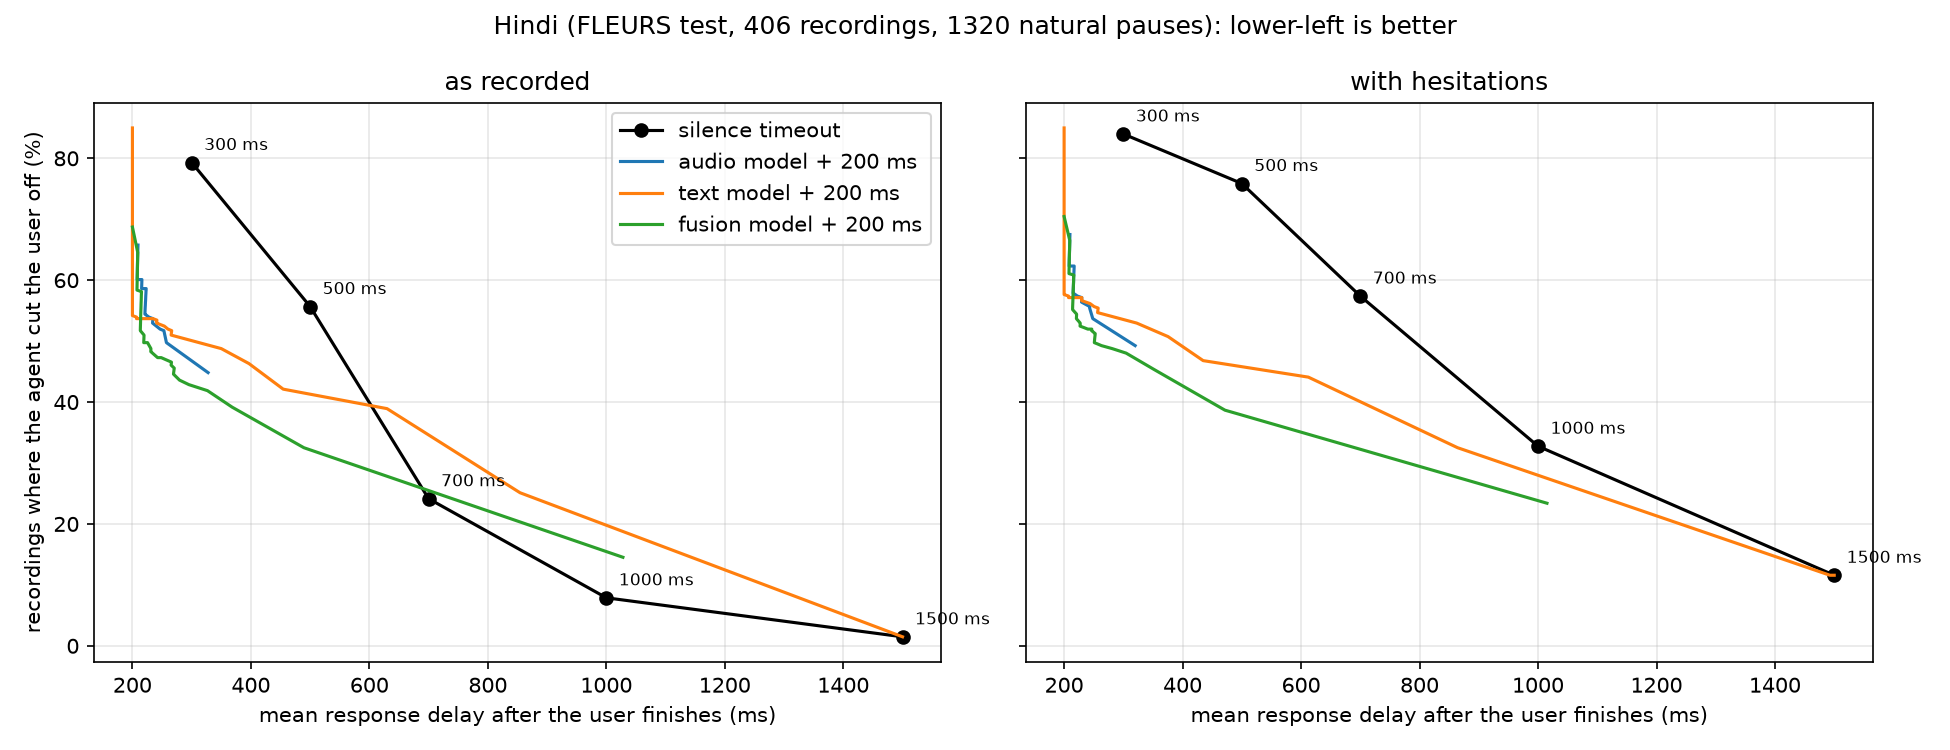 Hindi (FLEURS test, 406 recordings, 1320 natural pauses): lower-left is better
as recorded
recordings where the agent cut the user off (%)
80
60
40
20
0
300 ms
500 ms
700 ms
1000 ms
1500 ms
silence timeout
audio model + 200 ms
text model + 200 ms
fusion model + 200 ms
200 400 600 800 1000 1200 1400
mean response delay after the user finishes (ms)
with hesitations
300 ms
500 ms
700 ms
1000 ms
1500 ms
200 400 600 800 1000 1200 1400
mean response delay after the user finishes (ms)